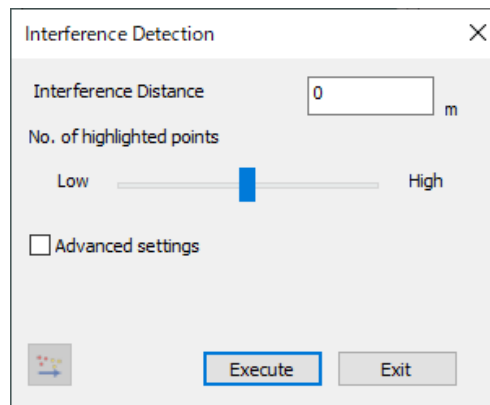 Interference Detection
Interference Distance
0
m
No. of highlighted points
Low
High
Advanced settings
Execute
Exit